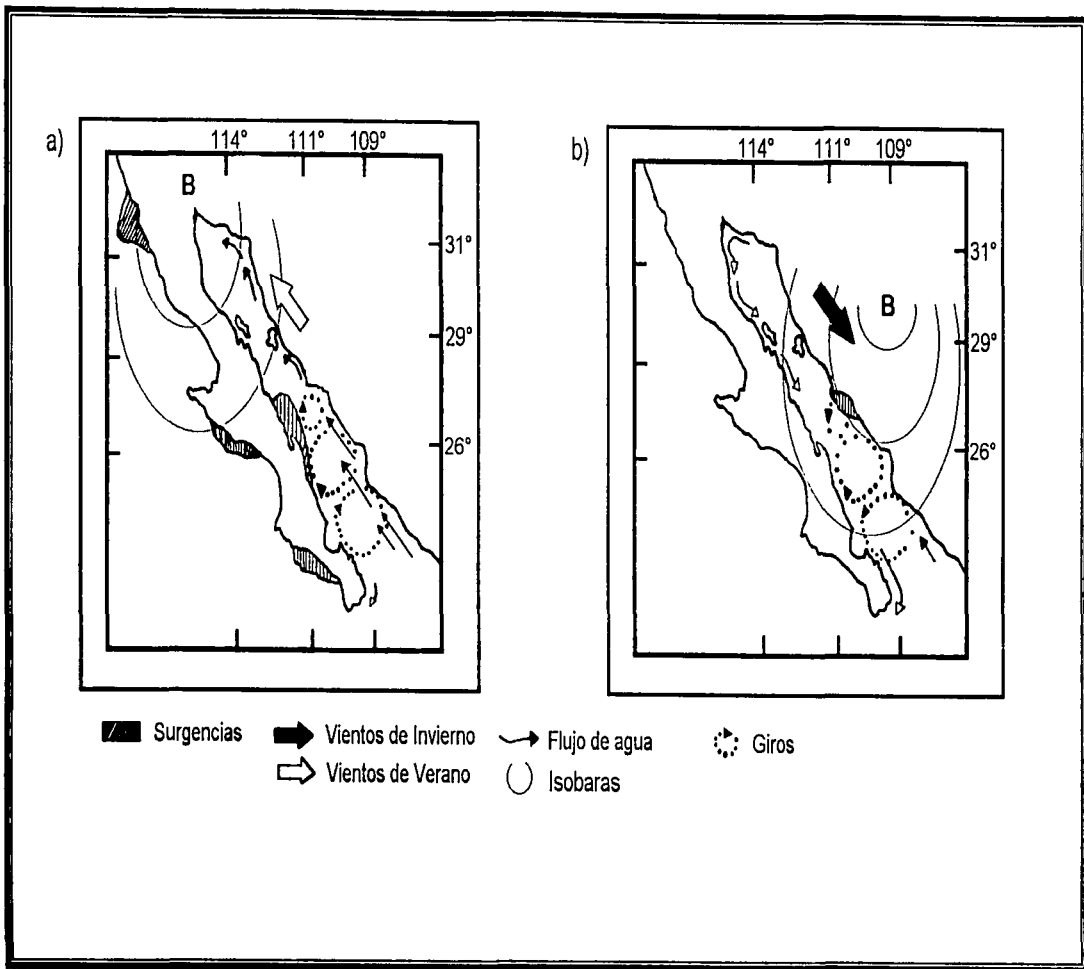 a)
114° 111° 109°
B
31°
29°
26°
b)
114° 111° 109°
B
31°
29°
26°
Surgencias
Vientos de Invierno
Flujo de agua
Giros
Vientos de Verano
Isobaras